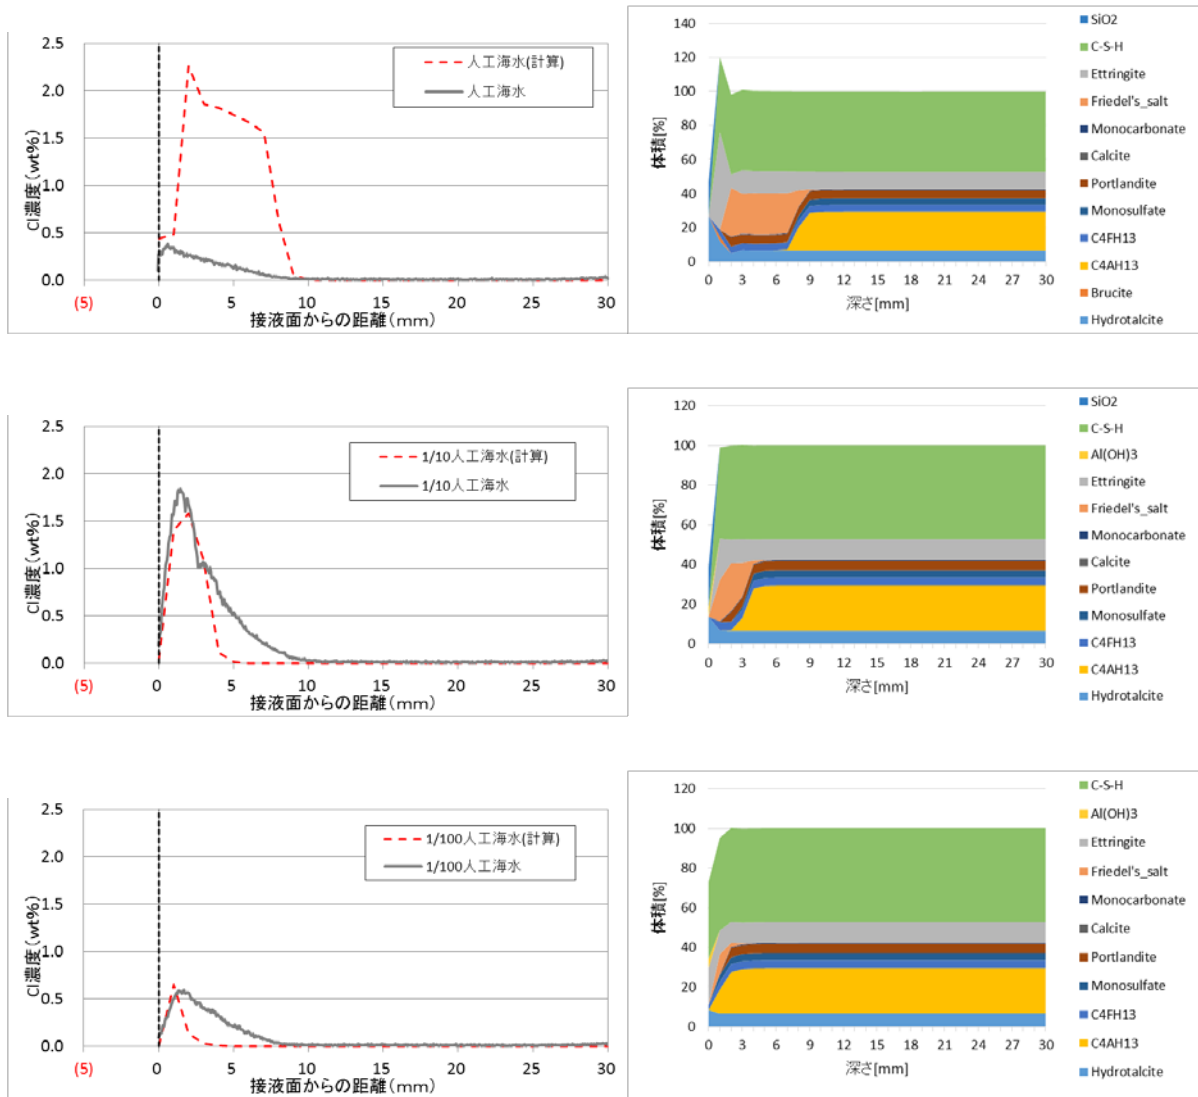 2.5
2.0
1.5
1.0
0.5
0.0
Cl濃度(wt%)
人工海水(計算)
人工海水
(5) 0 5 10 15 20 25 30
接液面からの距離(mm)
140
120
100
80
60
40
20
0
体積[%]
0 3 6 9 12 15 18 21 24 27 30
深さ[mm]
SiO2
C-S-H
Ettringite
Friedel's_salt
Monocarbonate
Calcite
Portlandite
Monosulfate
C4FH13
C4AH13
Brucite
Hydrotalcite
2.5
2.0
1.5
1.0
0.5
0.0
Cl濃度(wt%)
1/10人工海水(計算)
1/10人工海水
(5) 0 5 10 15 20 25 30
接液面からの距離(mm)
120
100
80
60
40
20
0
体積[%]
0 3 6 9 12 15 18 21 24 27 30
深さ[mm]
SiO2
C-S-H
Al(OH)3
Ettringite
Friedel's_salt
Monocarbonate
Calcite
Portlandite
Monosulfate
C4FH13
C4AH13
Hydrotalcite
2.5
2.0
1.5
1.0
0.5
0.0
Cl濃度(wt%)
1/100人工海水(計算)
1/100人工海水
(5) 0 5 10 15 20 25 30
接液面からの距離(mm)
120
100
80
60
40
20
0
体積[%]
0 3 6 9 12 15 18 21 24 27 30
深さ[mm]
C-S-H
Al(OH)3
Ettringite
Friedel's_salt
Monocarbonate
Calcite
Portlandite
Monosulfate
C4FH13
C4AH13
Hydrotalcite